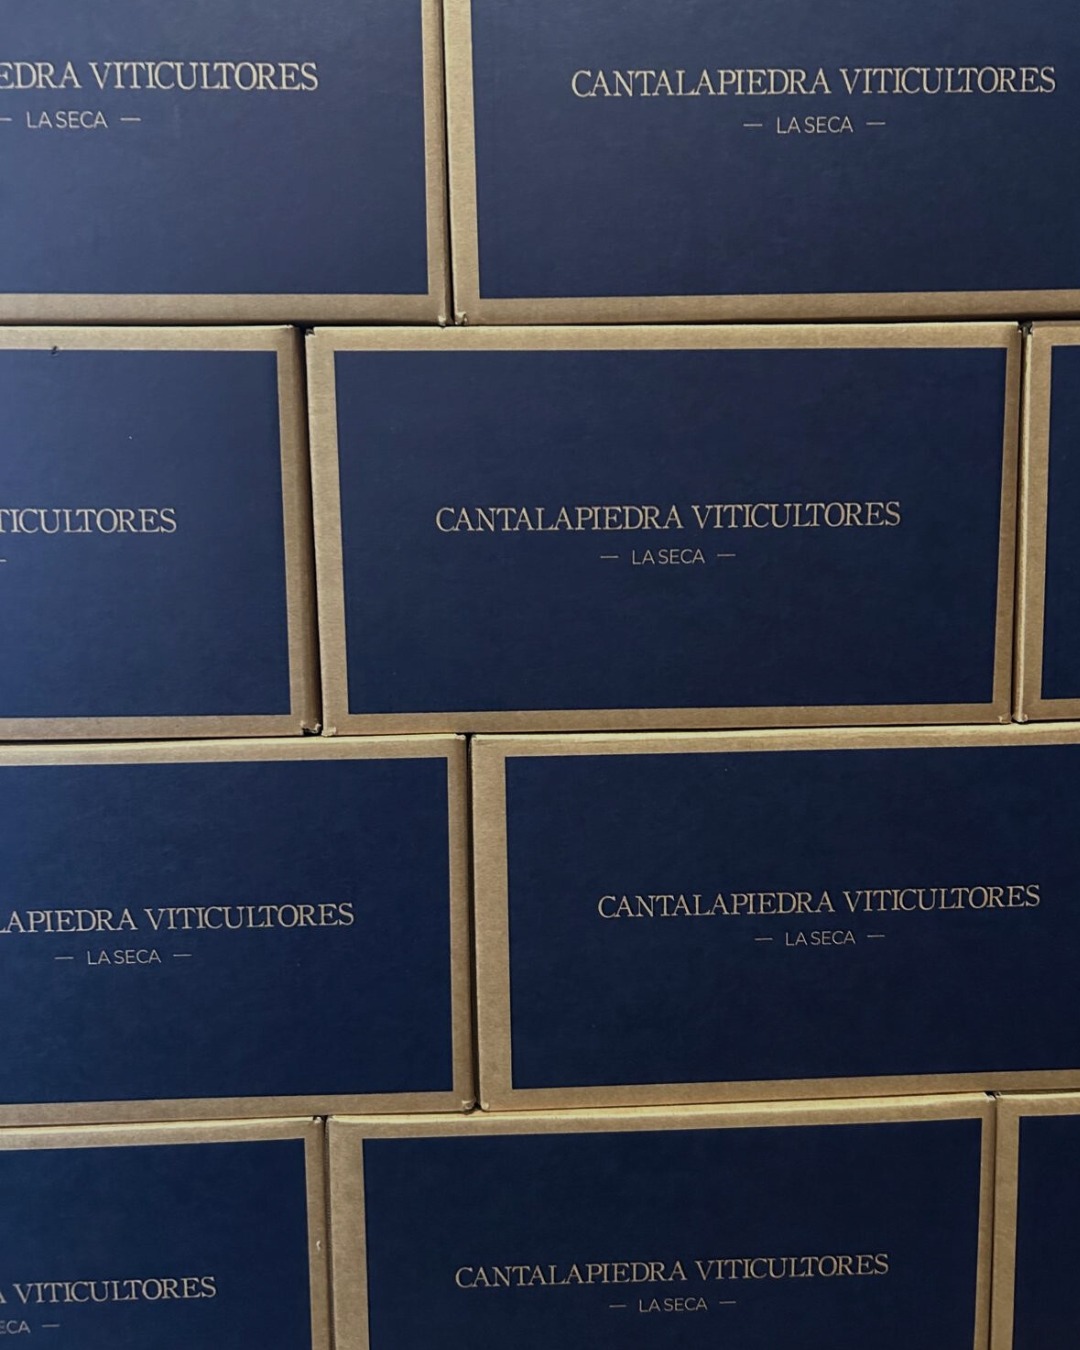 EDRA VITICULTORES
— LA SECA —
CANTALAPIEDRA VITICULTORES
— LA SECA —
TICULTORES
—
CANTALAPIEDRA VITICULTORES
— LA SECA —
LAPIEDRA VITICULTORES
— LA SECA —
CANTALAPIEDRA VITICULTORES
— LA SECA —
A VITICULTORES
ECA —
CANTALAPIEDRA VITICULTORES
— LA SECA —